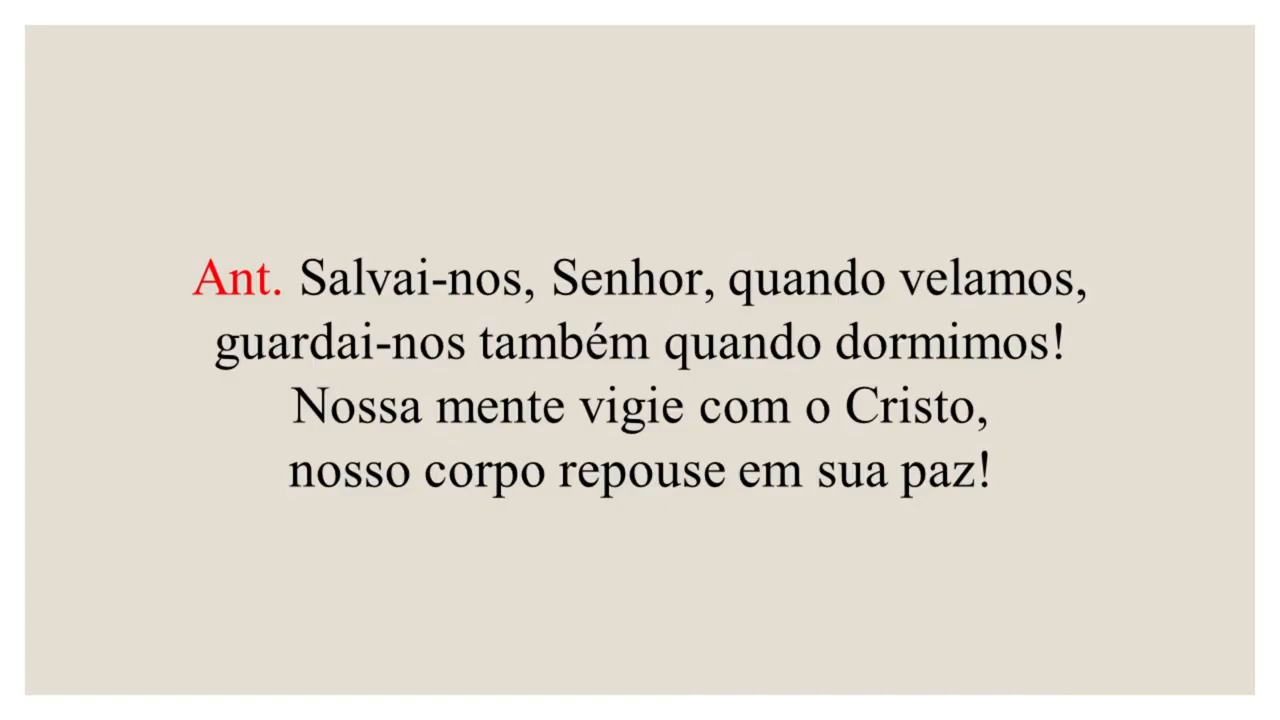 Ant. Salvai-nos, Senhor, quando velamos,
guardai-nos também quando dormimos!
Nossa mente vigie com o Cristo,
nosso corpo repouse em sua paz!